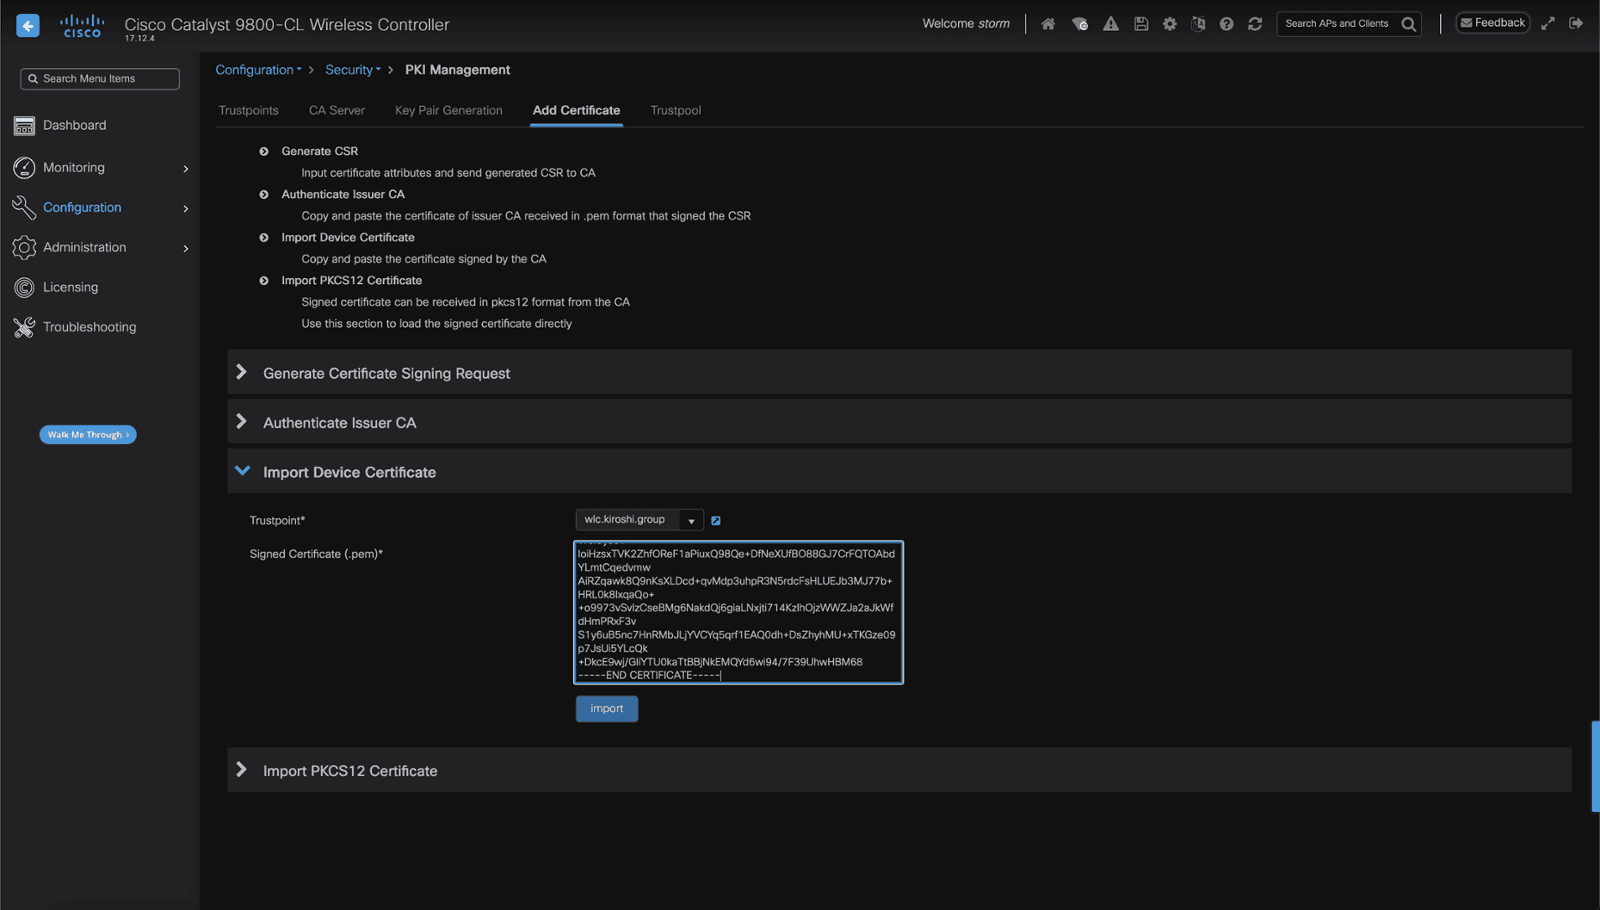 CISCO
Cisco Catalyst 9800-CL Wireless Controller
17.12.4
Welcome storm
Search APs and Clients
Feedback
Search Menu Items
Dashboard
Monitoring
Configuration
Administration
Licensing
Troubleshooting
Walk Me Through >
Configuration > Security > PKI Management
Trustpoints CA Server Key Pair Generation Add Certificate Trustpool
Generate CSR
Input certificate attributes and send generated CSR to CA
Authenticate Issuer CA
Copy and paste the certificate of issuer CA received in .pem format that signed the CSR
Import Device Certificate
Copy and paste the certificate signed by the CA
Import PKCS12 Certificate
Signed certificate can be received in pkcs12 format from the CA
Use this section to load the signed certificate directly
Generate Certificate Signing Request
Authenticate Issuer CA
Import Device Certificate
Trustpoint*
wlc.kiroshi.group
Signed Certificate (.pem)*
IoiHzsxTVK2ZhfOReF1aPiuxQ98Qe+DfNeXUfBO88GJ7CrFQTOAbd
YLmtCqedvmw
AiRZqawk8Q9nKsXLDcd+qvMdp3uhpR3N5rdcFsHLUEJb3MJ77b+
HRL0k8IxqaQo+
+o9973vSvlzCseBMg6NakdQj6giaLNxjti714KzlhOjzWWZJa2aJkWf
dHmPRxF3v
S1y6uB5nc7HnRMbJLjYVCYq5qrf1EAQ0dh+DsZhyhMU+xTKGze09
p7JsUi5YLcQk
+DkcE9wj/GliYTU0kaTtBBjNkEMQYd6wi94/7F39UhwHBM68
-----END CERTIFICATE-----
import
Import PKCS12 Certificate